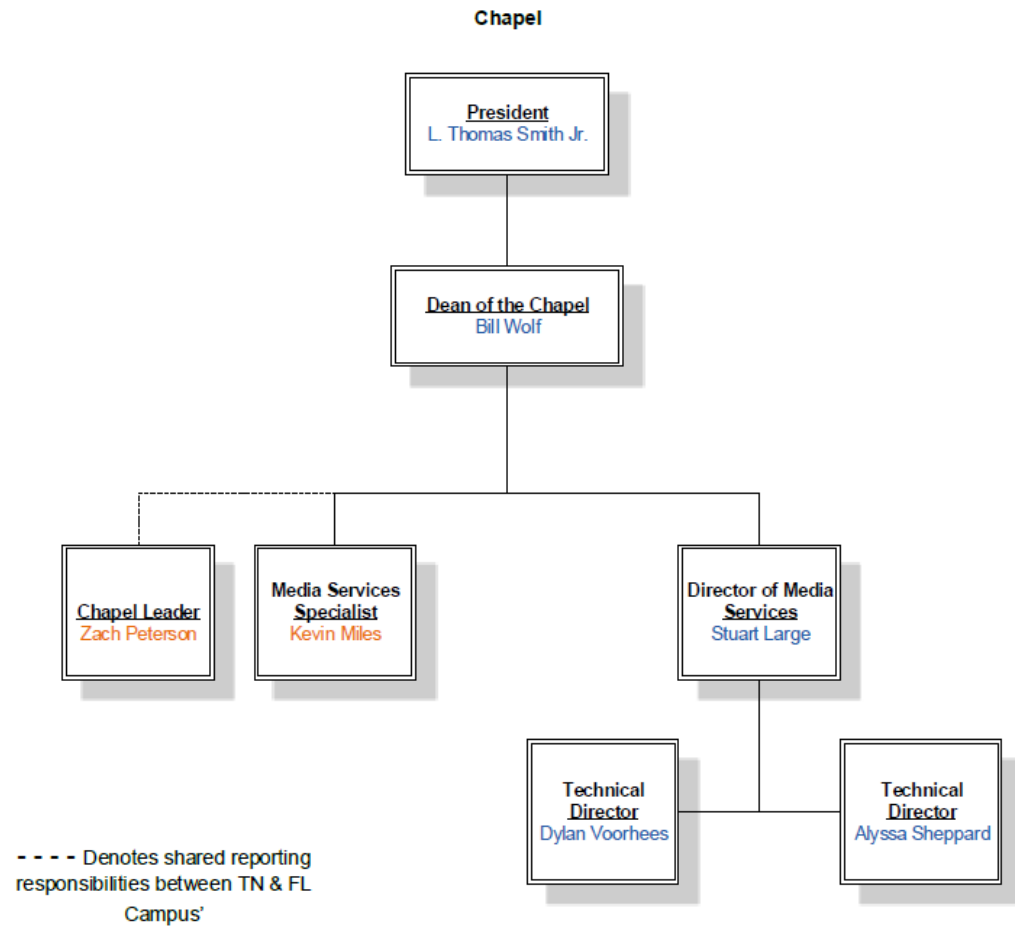 Chapel
President
L. Thomas Smith Jr.
Dean of the Chapel
Bill Wolf
Chapel Leader
Zach Peterson
Media Services
Specialist
Kevin Miles
Director of Media
Services
Stuart Large
Technical
Director
Dylan Voorhees
Technical
Director
Alyssa Sheppard
- - - - Denotes shared reporting
responsibilities between TN & FL
Campus'